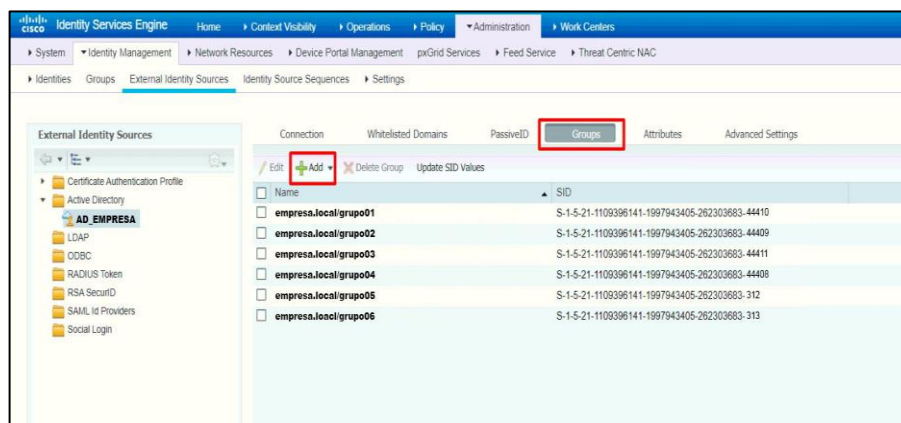 cisco Identity Services Engine Home Context Visibility Operations Policy Administration Work Centers
System Identity Management Network Resources Device Portal Management pxGrid Services Feed Service Threat Centric NAC
Identities Groups External Identity Sources Identity Source Sequences Settings
External Identity Sources
Connection Whitelisted Domains PassiveID Groups Attributes Advanced Settings
Edit Add Delete Group Update SID Values
Certificate Authentication Profile
Active Directory
AD_EMPRESA
LDAP
ODBC
RADIUS Token
RSA SecurID
SAML Id Providers
Social Login
Name SID
empresa.local/grupo01 S-1-5-21-1109396141-1997943405-262303683-44410
empresa.local/grupo02 S-1-5-21-1109396141-1997943405-262303683-44409
empresa.local/grupo03 S-1-5-21-1109396141-1997943405-262303683-44411
empresa.local/grupo04 S-1-5-21-1109396141-1997943405-262303683-44408
empresa.local/grupo05 S-1-5-21-1109396141-1997943405-262303683-312
empresa.loacl/grupo06 S-1-5-21-1109396141-1997943405-262303683-313